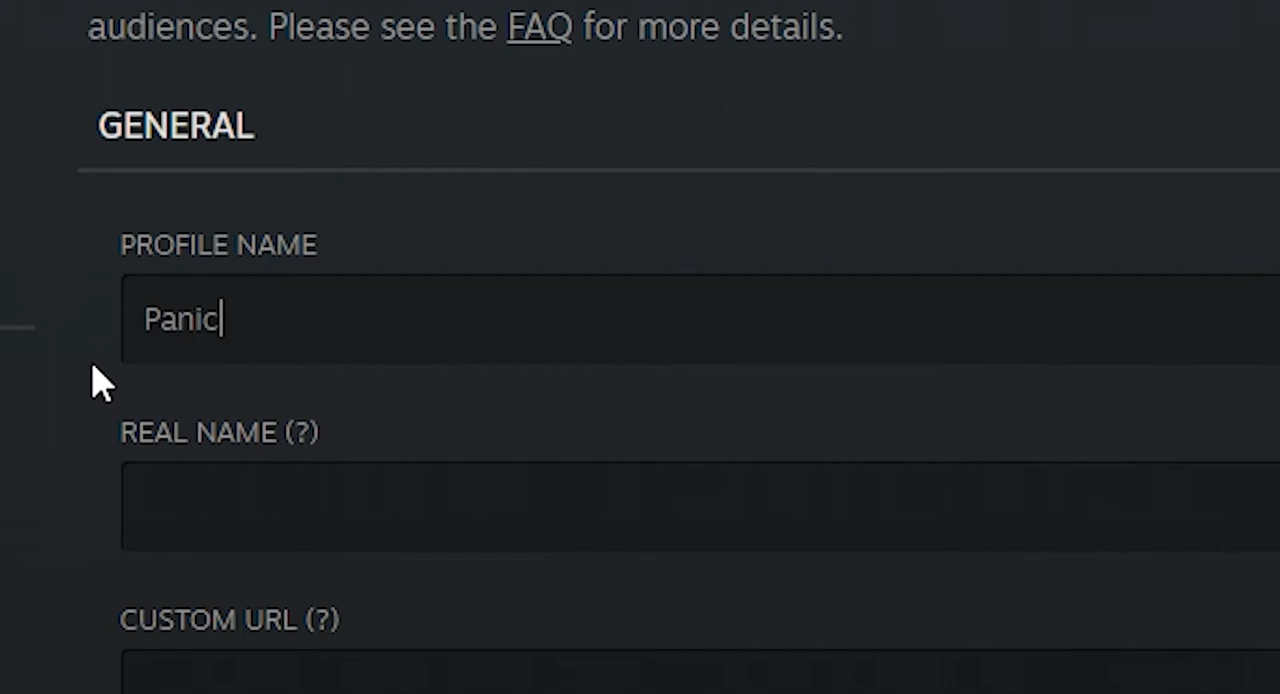 audiences. Please see the FAQ for more details.
GENERAL
PROFILE NAME
Panic
REAL NAME (?)
CUSTOM URL (?)